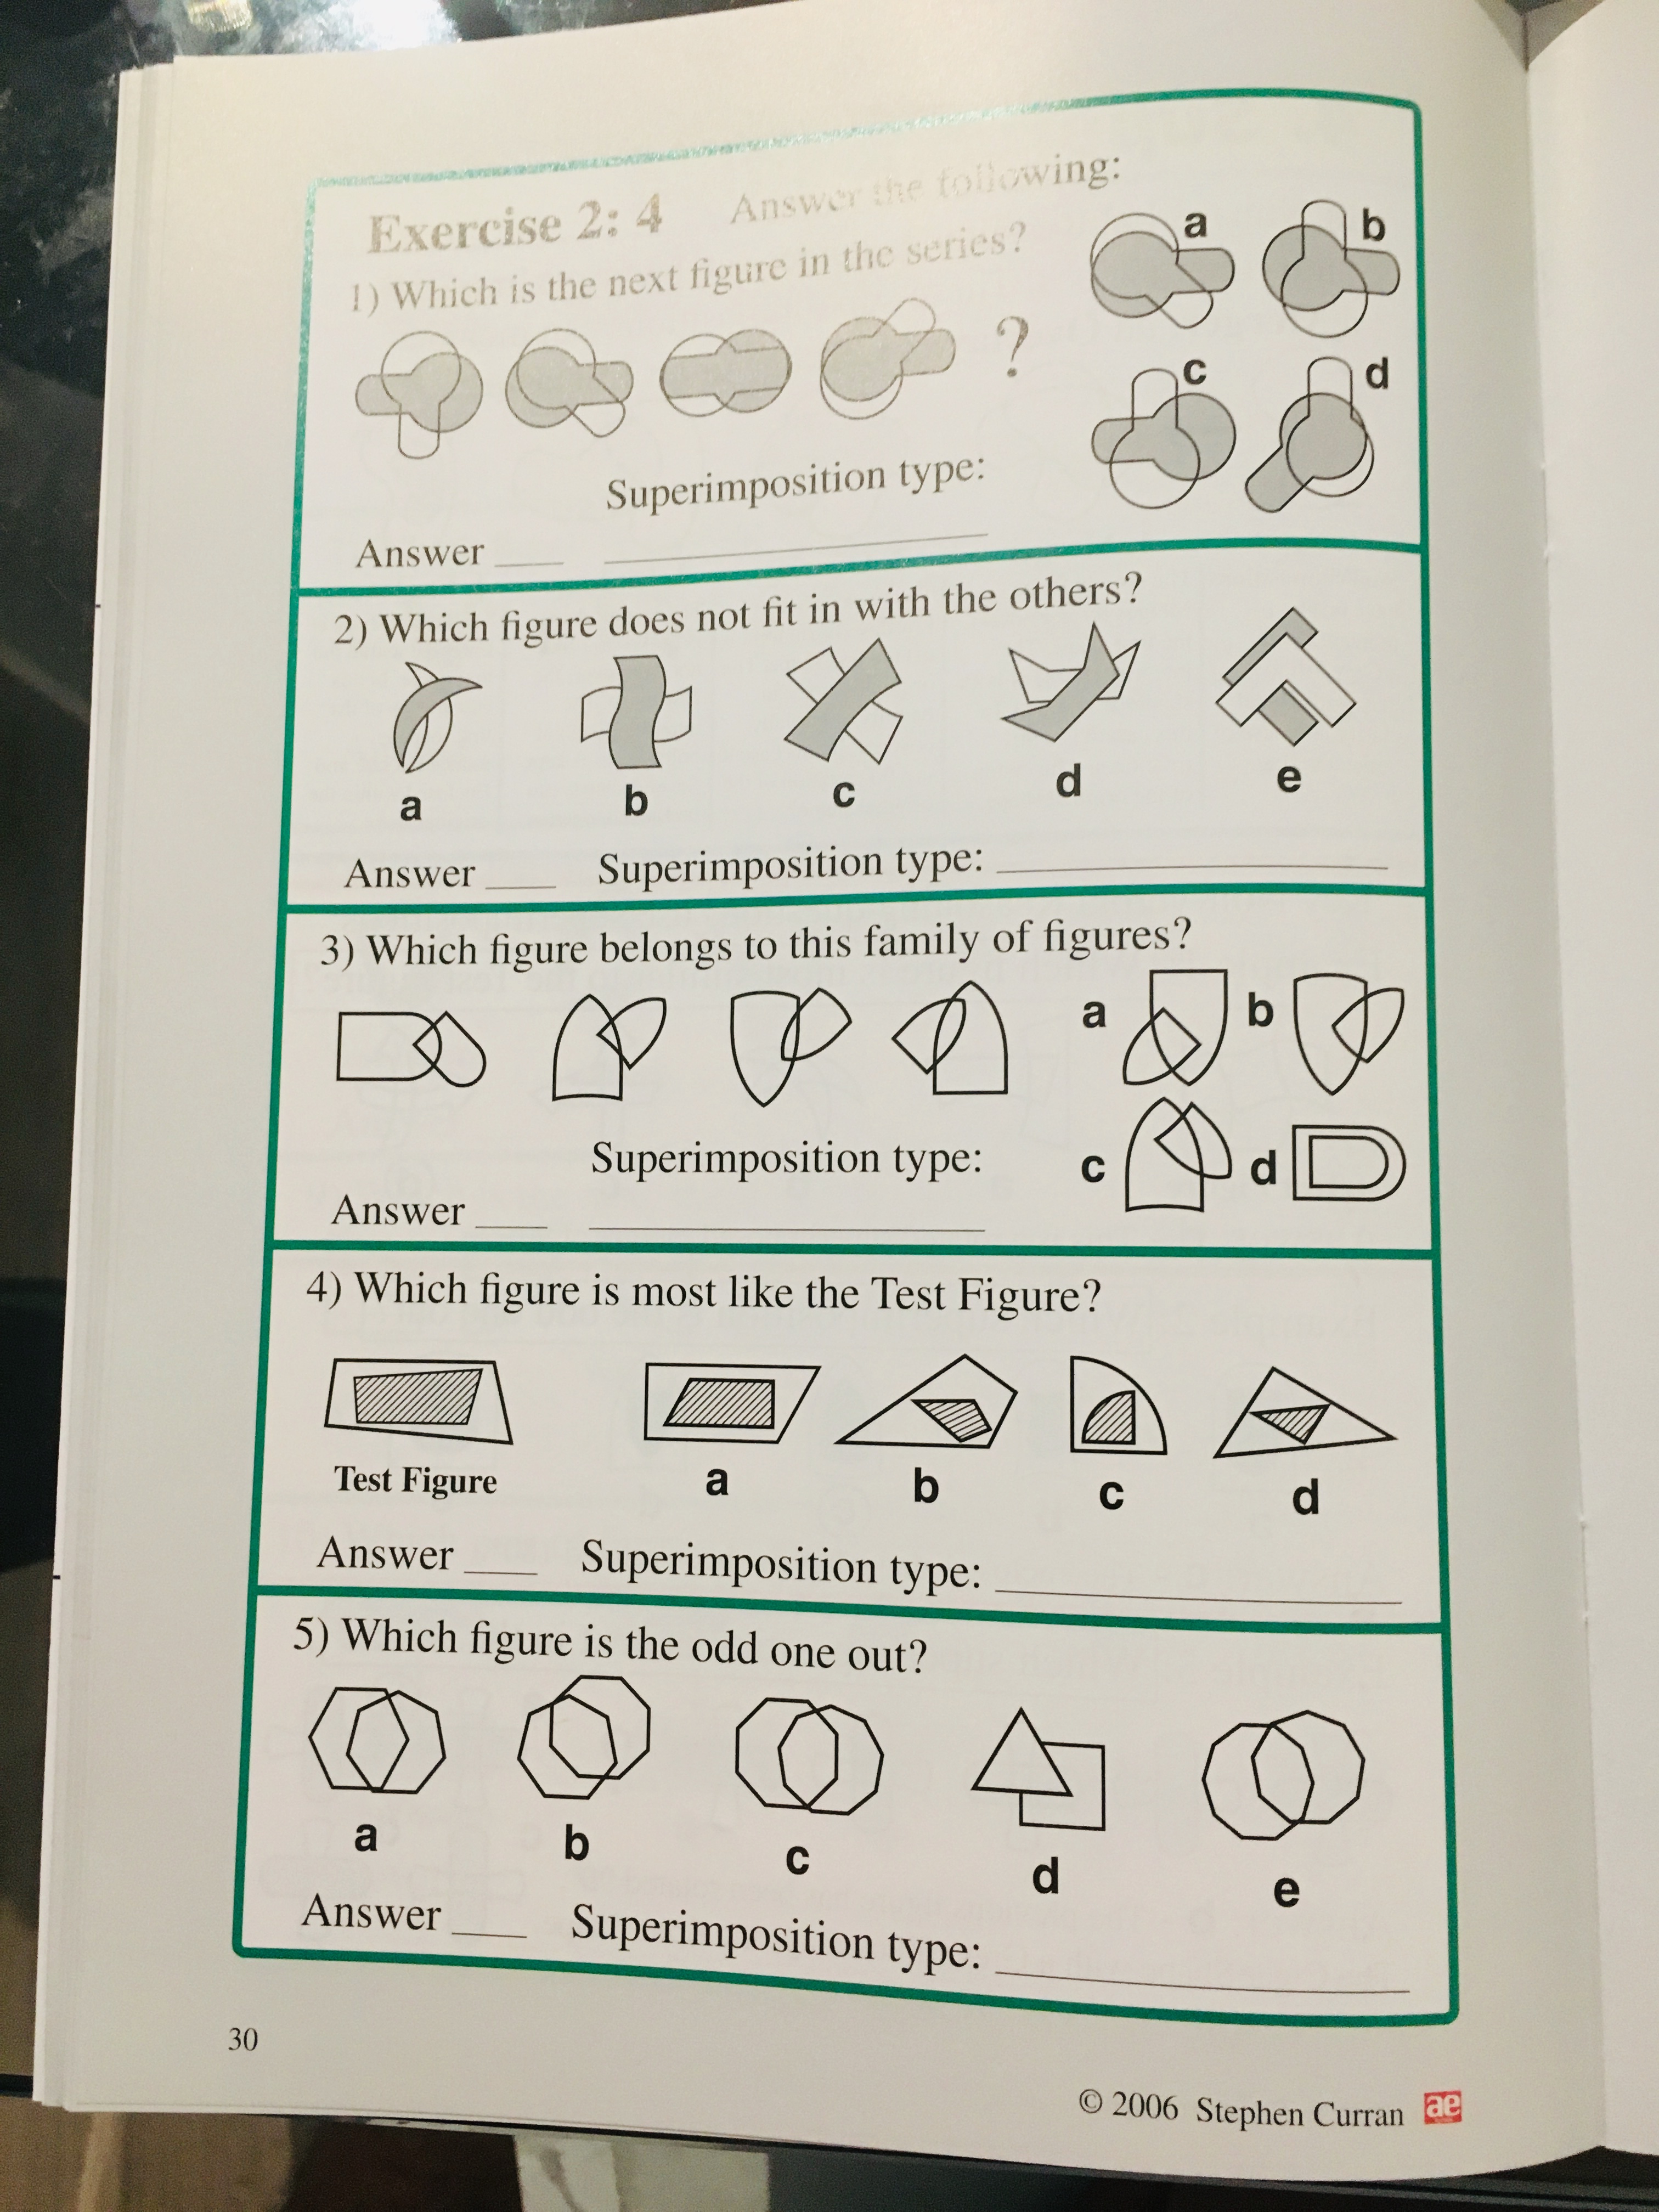 Exercise 2: 4 Answer the following:
1) Which is the next figure in the series?
a
b
?
c
d
Superimposition type:
Answer ____ ____________________
2) Which figure does not fit in with the others?
a b c d e
Answer ____ Superimposition type: ____________________
3) Which figure belongs to this family of figures?
a b
c d
Superimposition type:
Answer ____ ____________________
4) Which figure is most like the Test Figure?
Test Figure a b c d
Answer ____ Superimposition type: ____________________
5) Which figure is the odd one out?
a b c d e
Answer ____ Superimposition type: ____________________
30
© 2006 Stephen Curran ae